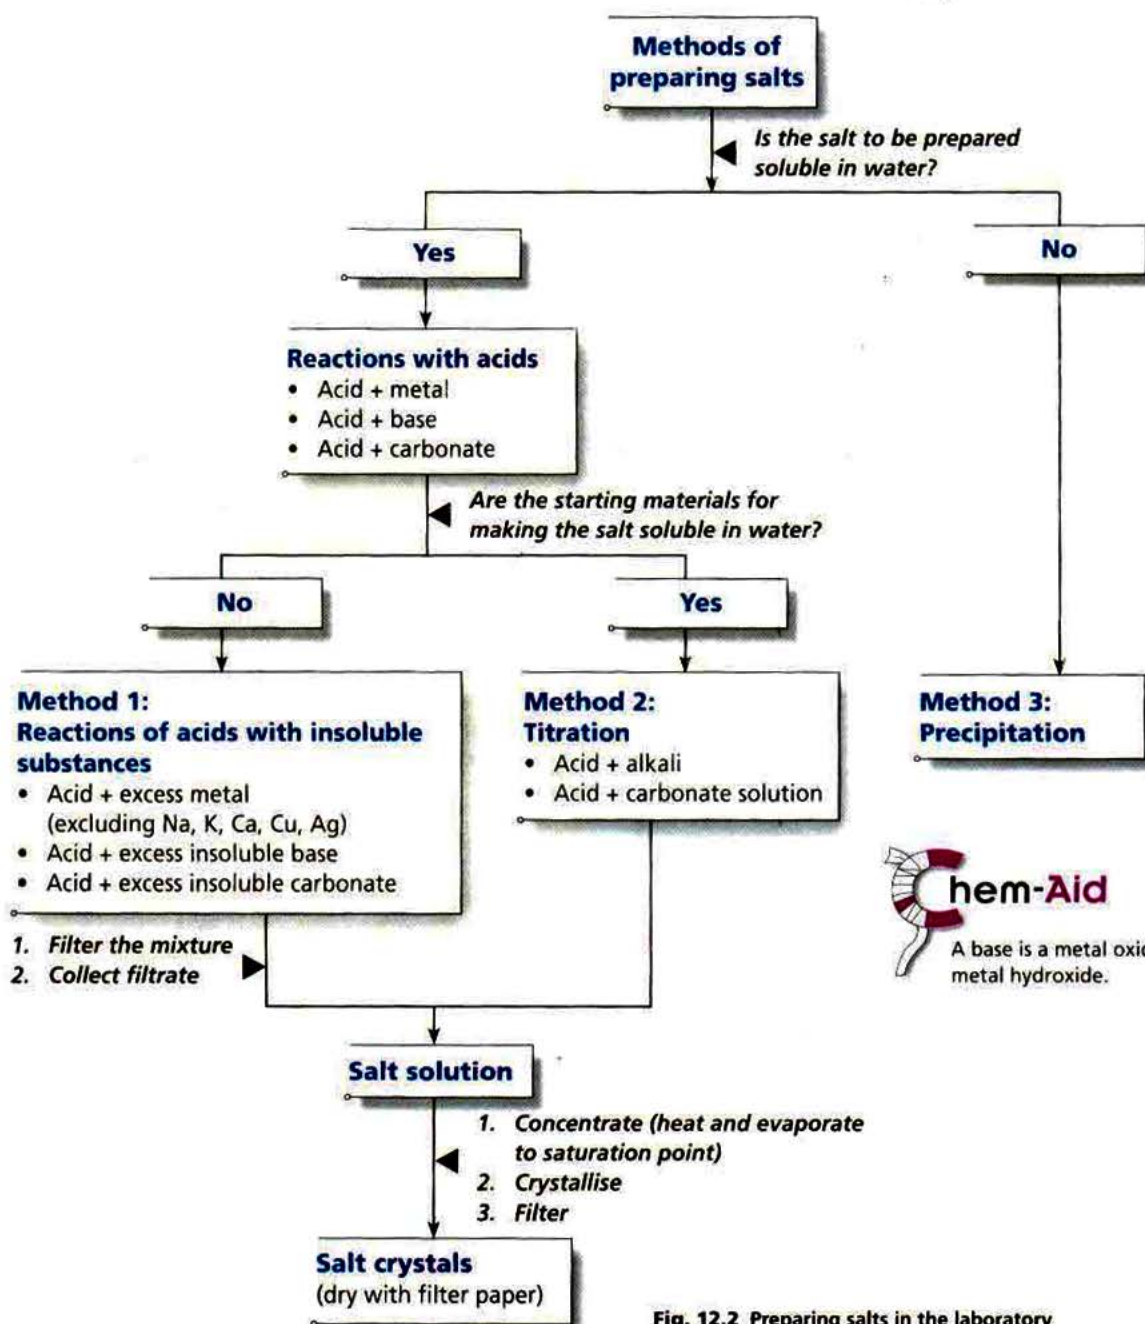 Methods of
preparing salts
Is the salt to be prepared
soluble in water?
Yes
No
Reactions with acids
• Acid + metal
• Acid + base
• Acid + carbonate
Are the starting materials for
making the salt soluble in water?
No
Yes
Method 1:
Reactions of acids with insoluble
substances
• Acid + excess metal
(excluding Na, K, Ca, Cu, Ag)
• Acid + excess insoluble base
• Acid + excess insoluble carbonate
Method 2:
Titration
• Acid + alkali
• Acid + carbonate solution
Method 3:
Precipitation
Chem-Aid
A base is a metal oxid
metal hydroxide.
1. Filter the mixture
2. Collect filtrate
Salt solution
1. Concentrate (heat and evaporate
to saturation point)
2. Crystallise
3. Filter
Salt crystals
(dry with filter paper)
Fig. 12.2 Preparing salts in the laboratory